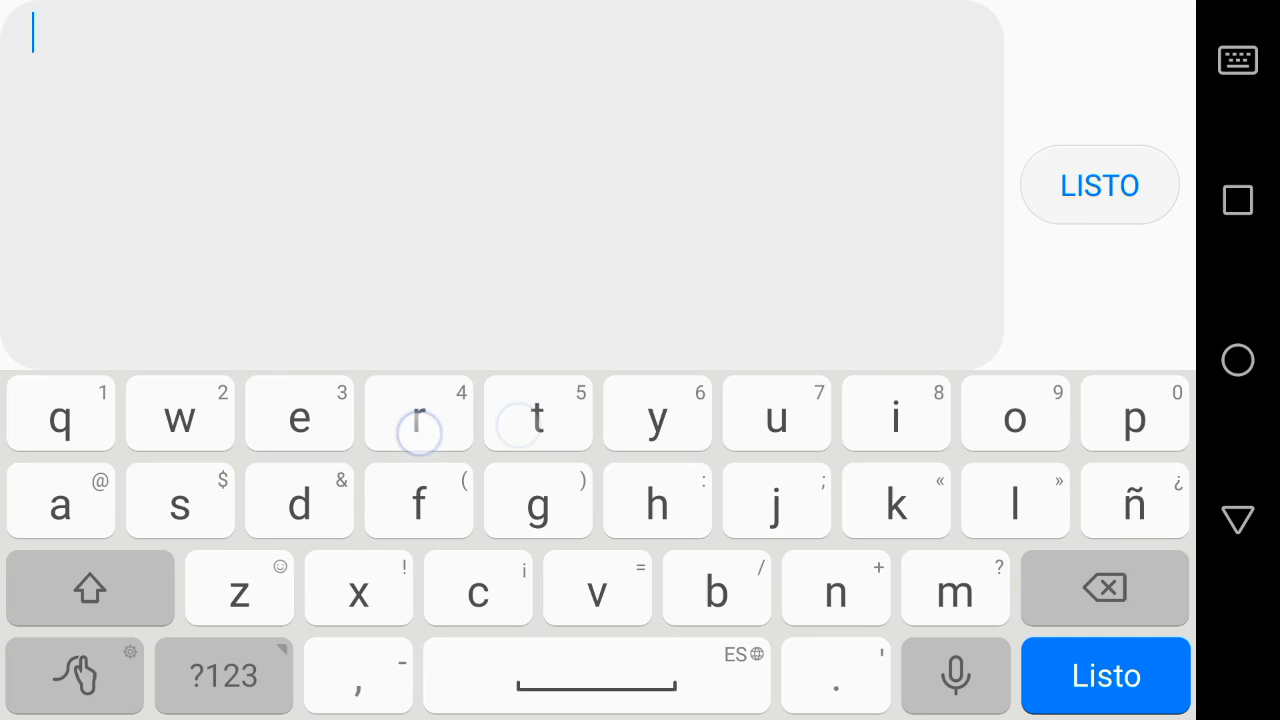 LISTO
q 1 w 2 e 3 r 4 t 5 y 6 u 7 i 8 o 9 p 0
a @ s $ d & f ( g ) h : j ; k « l » ñ ¿
z x ! c ¡ v = b / n + m ?
?123 , - ES . ' Listo